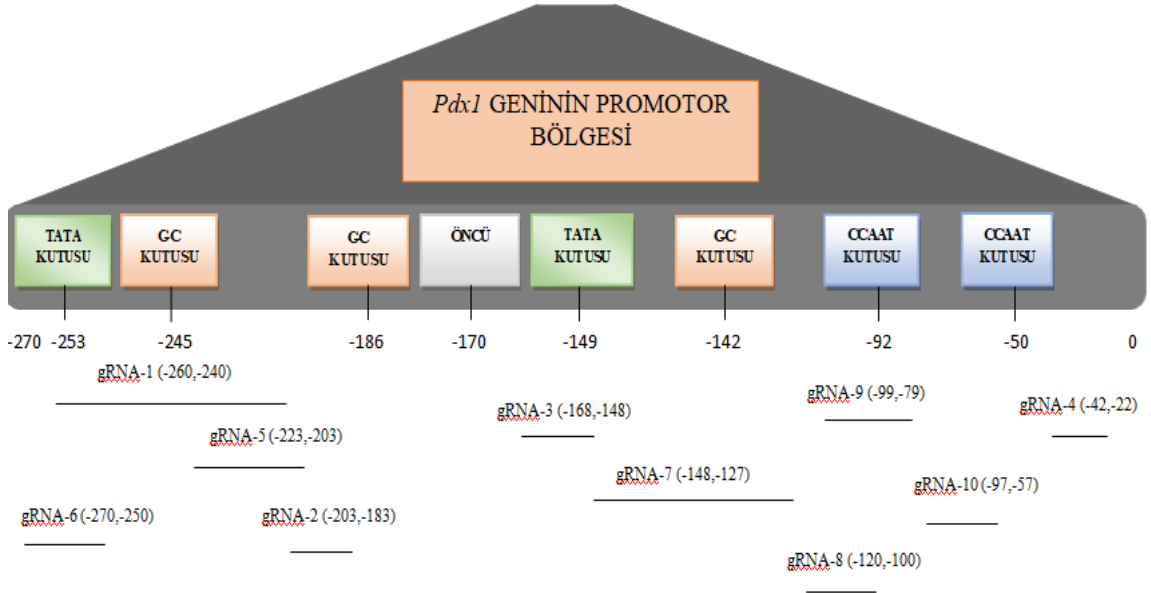 Pdx1 GENİNİN PROMOTOR
BÖLGESİ
TATA
KUTUSU
GC
KUTUSU
GC
KUTUSU
ÖNCÜ
TATA
KUTUSU
GC
KUTUSU
CCAAT
KUTUSU
CCAAT
KUTUSU
-270 -253 -245 -186 -170 -149 -142 -92 -50 0
gRNA-1 (-260,-240)
gRNA-9 (-99,-79)
gRNA-4 (-42,-22)
gRNA-3 (-168,-148)
gRNA-5 (-223,-203)
gRNA-7 (-148,-127)
gRNA-10 (-97,-57)
gRNA-6 (-270,-250)
gRNA-2 (-203,-183)
gRNA-8 (-120,-100)